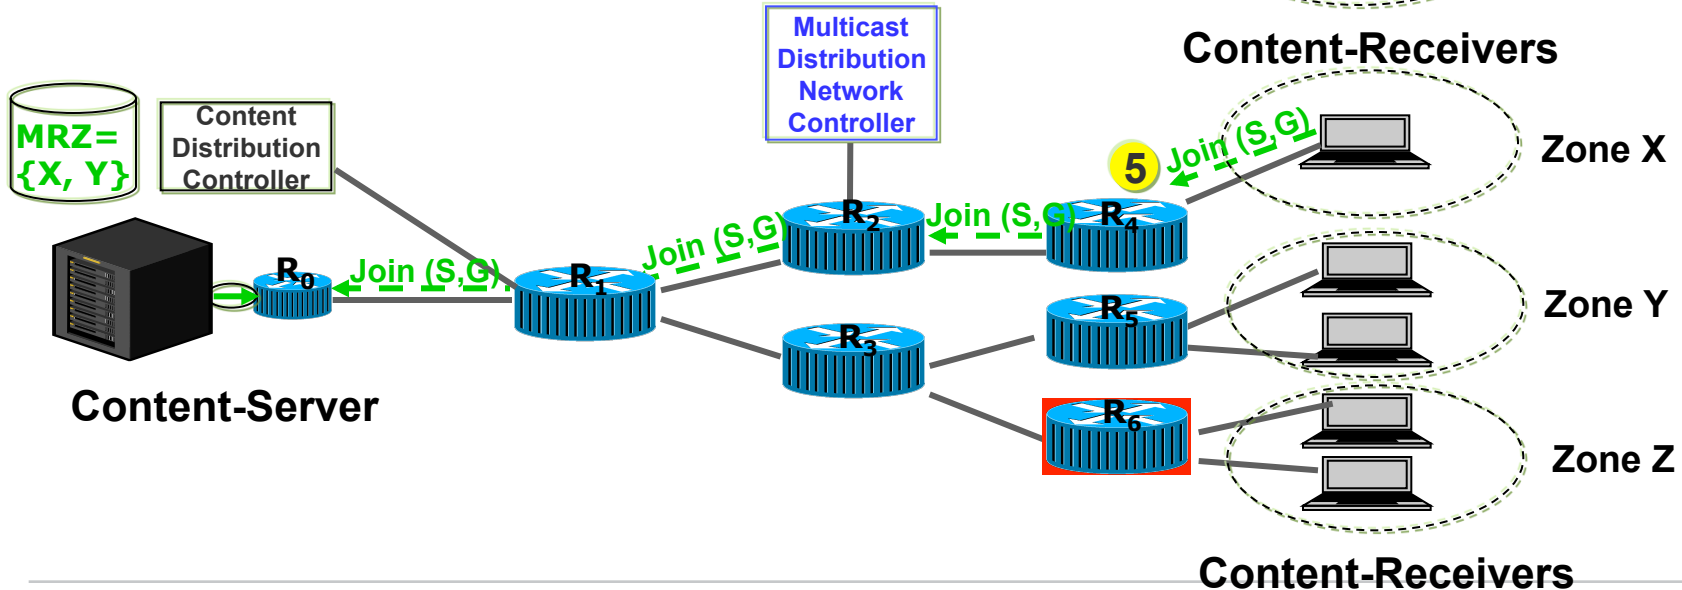 Content-Receivers
Multicast
Distribution
Network
Controller
MRZ=
{X, Y}
Content
Distribution
Controller
Join (S,G)
5
Zone X
R4
Join (S,G)
R2
Join (S,G)
R1
Join (S,G)
R0
R3
R5
Zone Y
R6
Zone Z
Content-Server
Content-Receivers